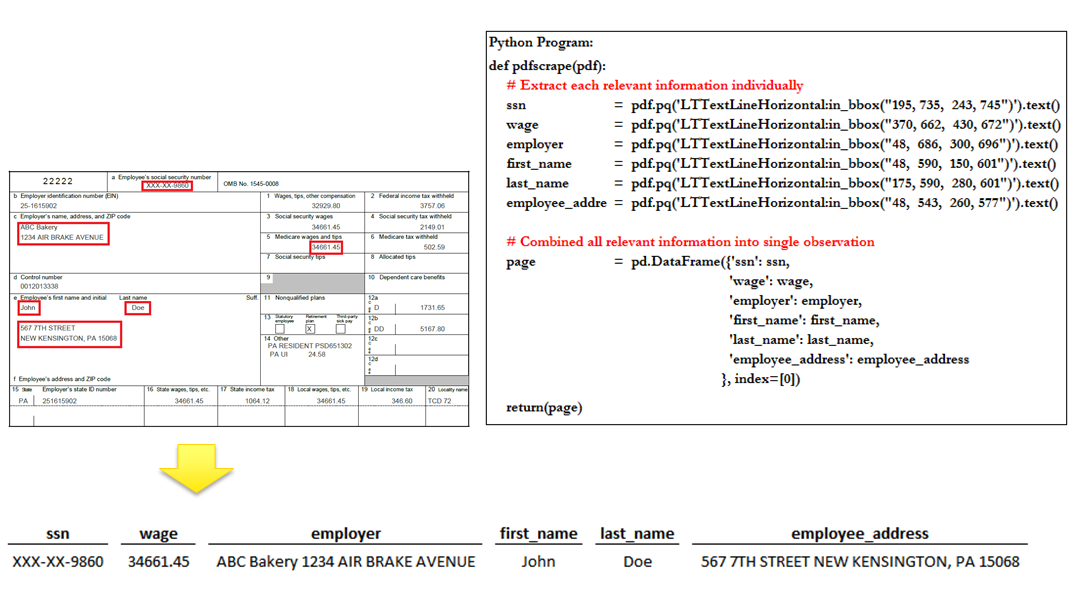 Python Program:
def pdfscrape(pdf):
# Extract each relevant information individually
ssn = pdf.pq('LTTextLineHorizontal:in_bbox("195, 735, 243, 745")').text()
wage = pdf.pq('LTTextLineHorizontal:in_bbox("370, 662, 430, 672")').text()
employer = pdf.pq('LTTextLineHorizontal:in_bbox("48, 686, 300, 696")').text()
first_name = pdf.pq('LTTextLineHorizontal:in_bbox("48, 590, 150, 601")').text()
last_name = pdf.pq('LTTextLineHorizontal:in_bbox("175, 590, 280, 601")').text()
employee_addre = pdf.pq('LTTextLineHorizontal:in_bbox("48, 543, 260, 577")').text()
# Combined all relevant information into single observation
page = pd.DataFrame({'ssn': ssn,
'wage': wage,
'employer': employer,
'first_name': first_name,
'last_name': last_name,
'employee_address': employee_address
}, index=[0])
return(page)
22222
a Employee's social security number
XXX-XX-9860
OMB No. 1545-0008
b Employer identification number (EIN)
25-1615902
1 Wages, tips, other compensation
32929.80
2 Federal income tax withheld
3757.06
c Employer's name, address, and ZIP code
ABC Bakery
1234 AIR BRAKE AVENUE
3 Social security wages
34661.45
4 Social security tax withheld
2149.01
5 Medicare wages and tips
34661.45
6 Medicare tax withheld
502.59
7 Social security tips
8 Allocated tips
d Control number
0012013338
9
10 Dependent care benefits
e Employee's first name and initial
Last name
Suff.
John
Doe
11 Nonqualified plans
12a
Code
D
1731.65
567 7TH STREET
NEW KENSINGTON, PA 15068
13 Statutory employee
Retirement plan
Third-party sick pay
X
12b
Code
DD
5167.80
14 Other
PA RESIDENT PSD651302
PA UI 24.58
12c
Code
12d
Code
f Employee's address and ZIP code
15 State Employer's state ID number
16 State wages, tips, etc.
17 State income tax
18 Local wages, tips, etc.
19 Local income tax
20 Locality name
PA 251615902 34661.45 1064.12 34661.45 346.60 TCD 72
ssn wage employer first_name last_name employee_address
XXX-XX-9860 34661.45 ABC Bakery 1234 AIR BRAKE AVENUE John Doe 567 7TH STREET NEW KENSINGTON, PA 15068